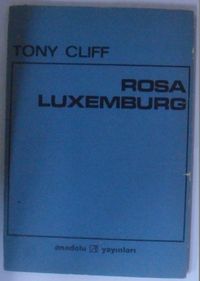 TONY CLIFF
ROSA
LUXEMBURG
anadolu yayınları